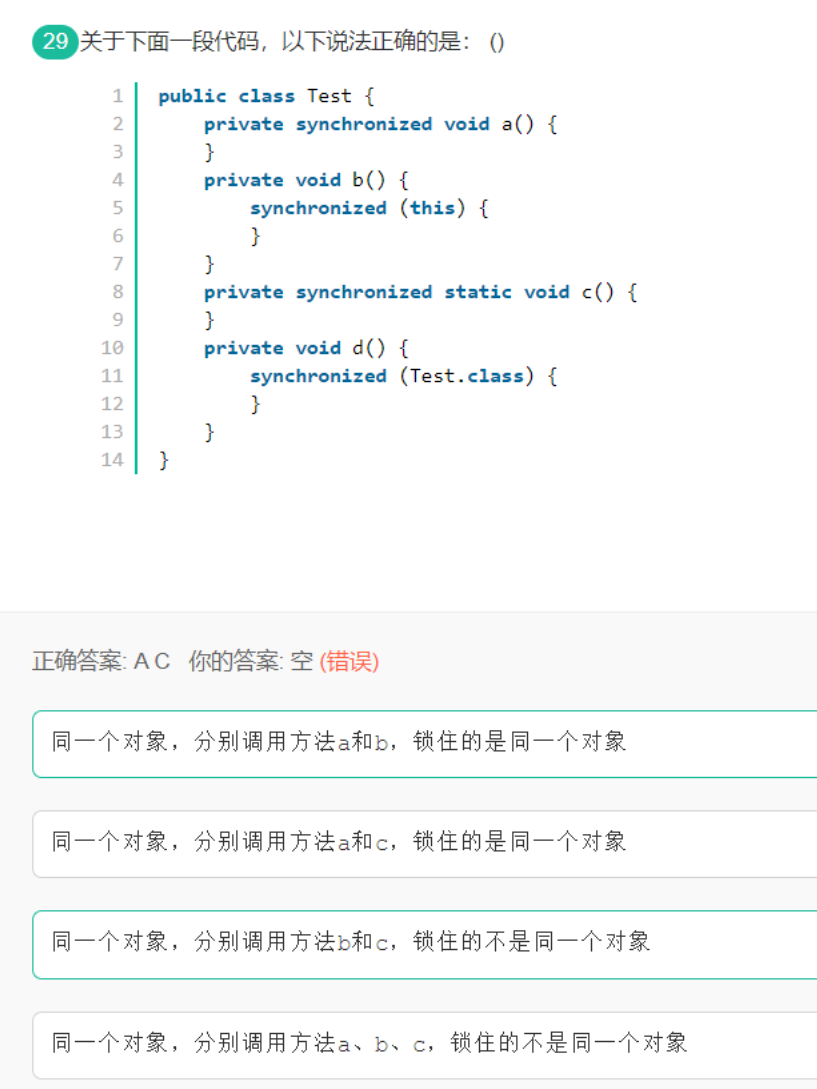 29 关于下面一段代码，以下说法正确的是： ()
1 public class Test {
2     private synchronized void a() {
3     }
4     private void b() {
5         synchronized (this) {
6         }
7     }
8     private synchronized static void c() {
9     }
10     private void d() {
11         synchronized (Test.class) {
12         }
13     }
14 }
正确答案: A C 你的答案: 空 (错误)
同一个对象，分别调用方法a和b，锁住的是同一个对象
同一个对象，分别调用方法a和c，锁住的是同一个对象
同一个对象，分别调用方法b和c，锁住的不是同一个对象
同一个对象，分别调用方法a、b、c，锁住的不是同一个对象